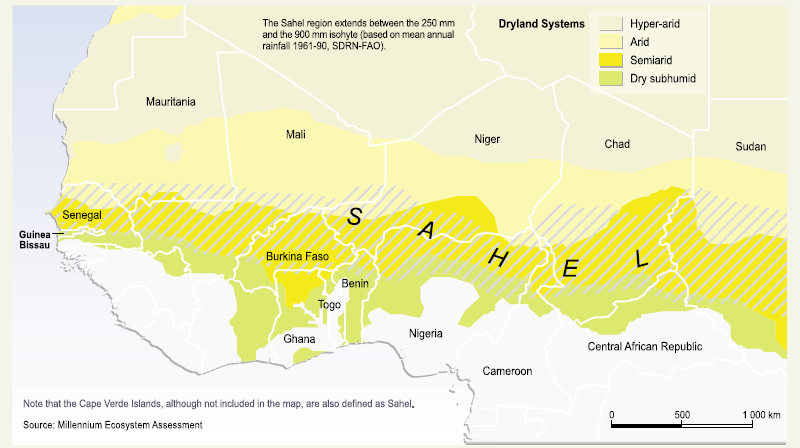 The Sahel region extends between the 250 mm
and the 900 mm isohyte (based on mean annual
rainfall 1961-90, SDRN-FAO).
Dryland Systems
Hyper-arid
Arid
Semiarid
Dry subhumid
Mauritania
Mali
Niger
Chad
Sudan
Senegal
SAHEL
Guinea
Bissau
Burkina Faso
Benin
Togo
Ghana
Nigeria
Central African Republic
Cameroon
Note that the Cape Verde Islands, although not included in the map, are also defined as Sahel.
Source: Millennium Ecosystem Assessment
0 500 1 000 km